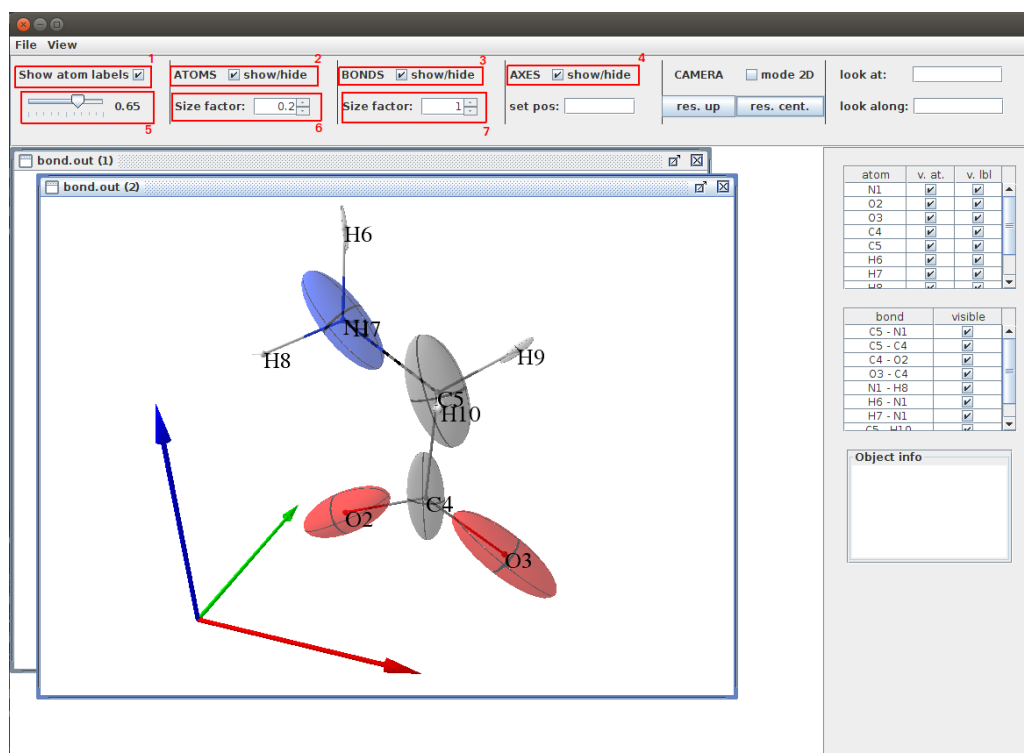 File View
1 2 3 4
Show atom labels ATOMS show/hide BONDS show/hide AXES show/hide CAMERA mode 2D look at:
0.65 Size factor: 0.2 Size factor: 1 set pos: res. up res. cent. look along:
5 6 7
bond.out (1)
bond.out (2)
H6
N1 H7
H8
H9
C5
H10
C4
O2
O3
atom v. at. v. lbl
N1
O2
O3
C4
C5
H6
H7
H8
bond visible
C5 - N1
C5 - C4
C4 - O2
O3 - C4
N1 - H8
H6 - N1
H7 - N1
C5 - H10
Object info